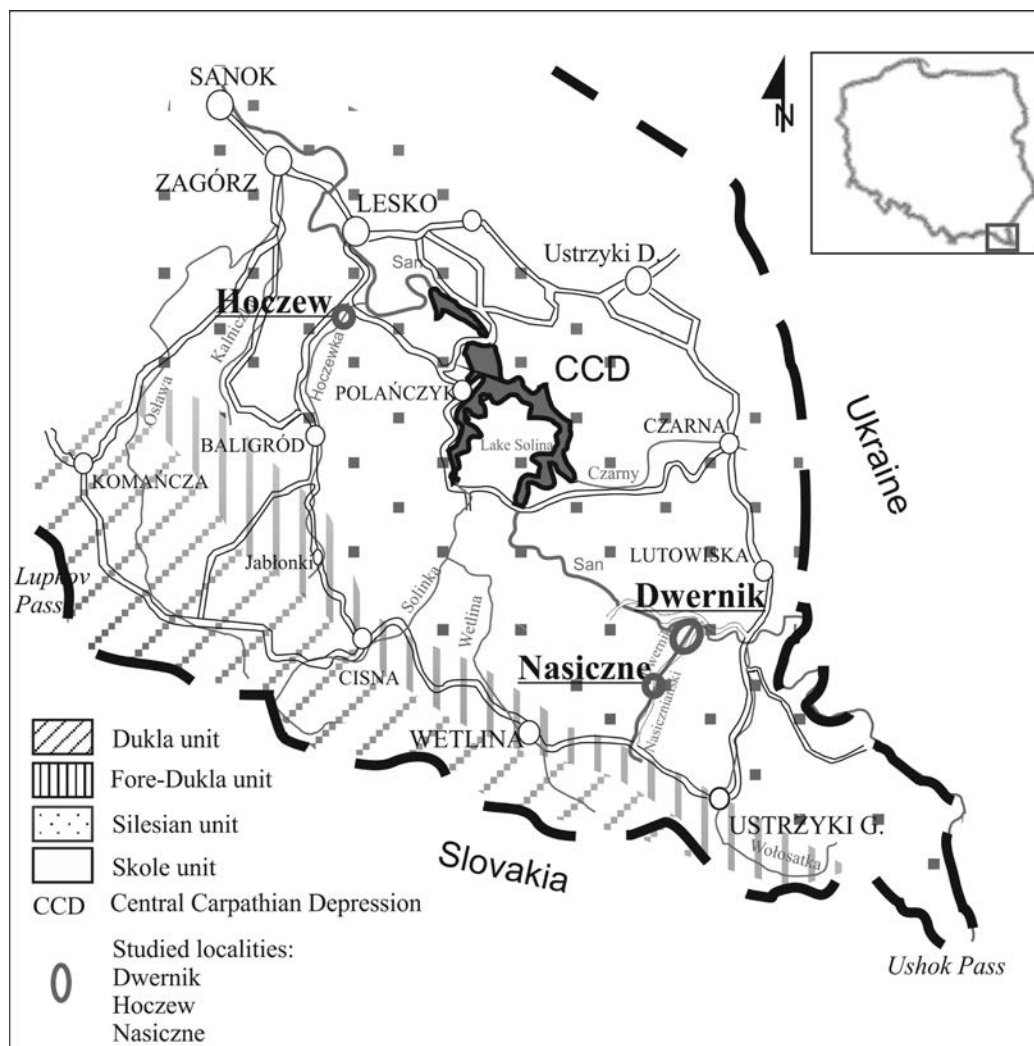 SANOK
N
ZAGÓRZ
LESKO
Ustrzyki D.
San
Hoczew
Kalnica
Hoczewka
CCD
Osława
POLAŃCZYK
Ukraine
BALIGRÓD
Lake Solina
CZARNA
KOMAŃCZA
Czarny
Jabłonki
San
LUTOWISKA
Lupkov
Pass
Solinka
Dwernik
Wetlina
Nasiczne
CISNA
Nasiczniański
WETLINA
Dukla unit
Fore-Dukla unit
USTRZYKI G.
Silesian unit
Slovakia
Wołosatka
Skole unit
CCD Central Carpathian Depression
Ushok Pass
Studied localities:
Dwernik
Hoczew
Nasiczne